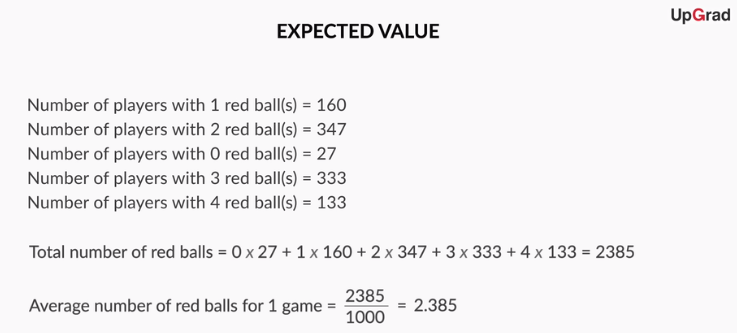 UpGrad
EXPECTED VALUE
Number of players with 1 red ball(s) = 160
Number of players with 2 red ball(s) = 347
Number of players with 0 red ball(s) = 27
Number of players with 3 red ball(s) = 333
Number of players with 4 red ball(s) = 133
Total number of red balls = 0 x 27 + 1 x 160 + 2 x 347 + 3 x 333 + 4 x 133 = 2385
Average number of red balls for 1 game = 2385/1000 = 2.385